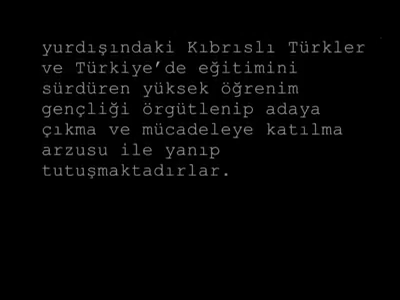 yurdışındaki Kıbrıslı Türkler
ve Türkiye’de eğitimini
sürdüren yüksek öğrenim
gençliği örgütlenip adaya
çıkma ve mücadeleye katılma
arzusu ile yanıp
tutuşmaktadırlar.